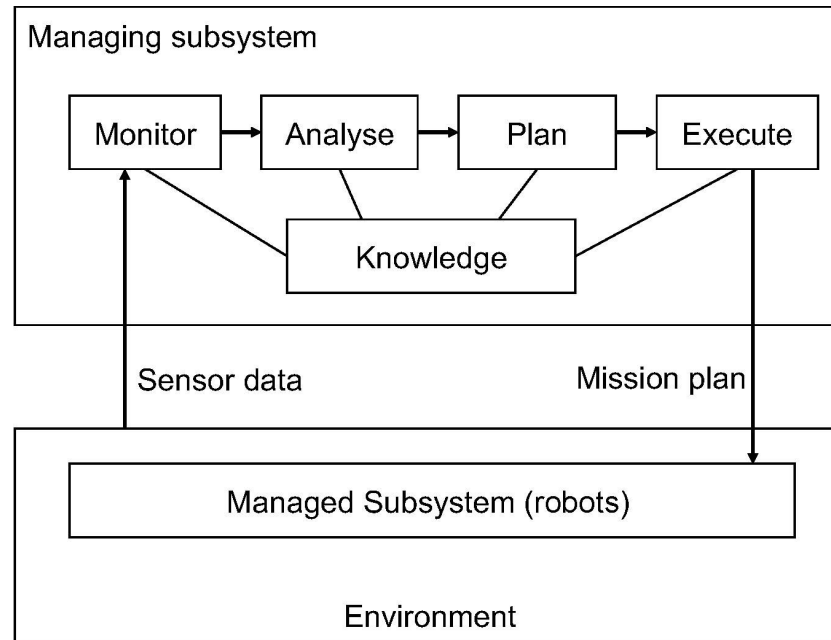 Managing subsystem
Monitor
Analyse
Plan
Execute
Knowledge
Sensor data
Mission plan
Managed Subsystem (robots)
Environment